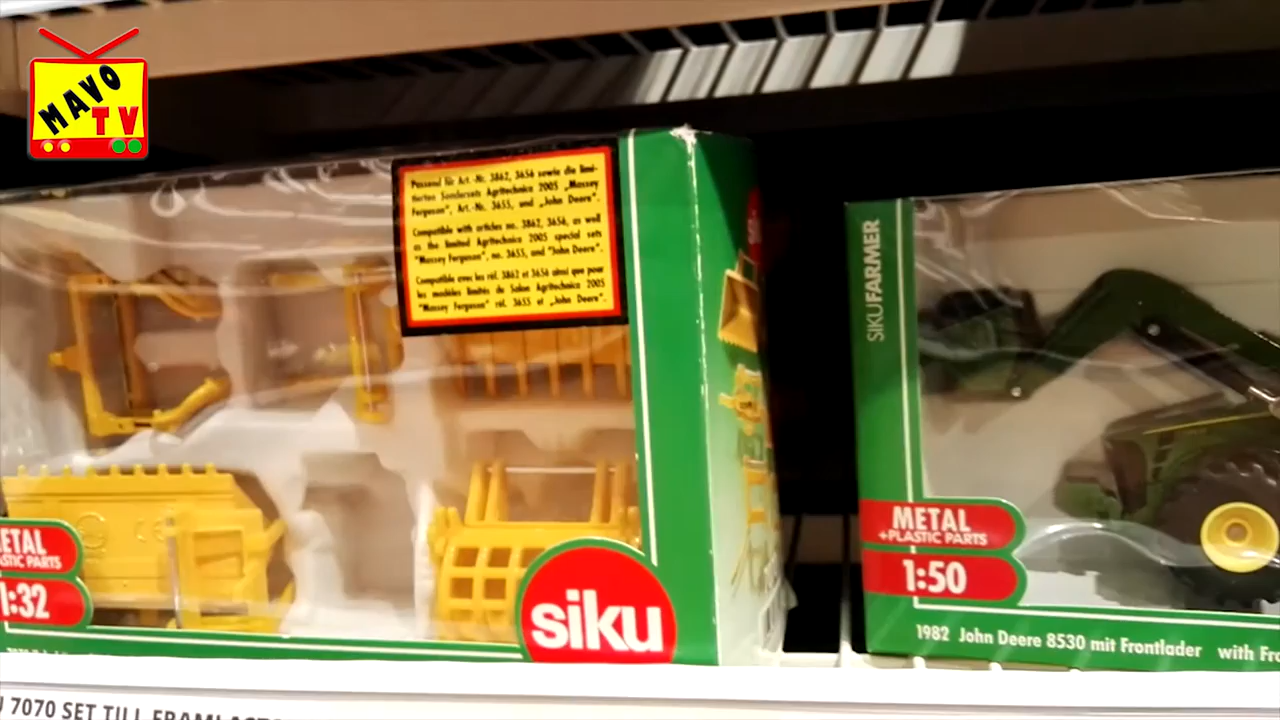 MAVO
TV
Passend für Art.-Nr. 3862, 3656 sowie die limi-
tierten Sondersets Agritechnica 2005 „Massey
Ferguson", Art.-Nr. 3655, und „John Deere".
Compatible with articles no. 3862, 3656, as well
as the limited Agritechnica 2005 special sets
"Massey Ferguson", no. 3655, and "John Deere".
Compatible avec les réf. 3862 et 3656 ainsi que pour
les modèles limités du Salon Agritechnica 2005
"Massey Ferguson" réf. 3655 et „John Deere".
SIKUFARMER
METAL
+PLASTIC PARTS
1:50
ETAL
STIC PARTS
1:32
siku
1982 John Deere 8530 mit Frontlader with Fro
7070 SET TILL FRAMLAST